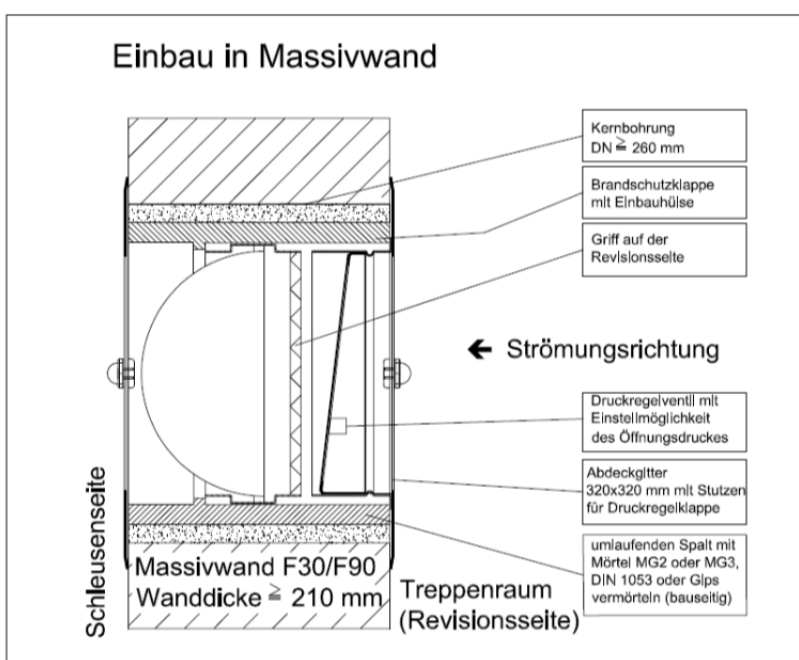 Einbau in Massivwand
Kernbohrung
DN ≧ 260 mm
Brandschutzklappe
mit Einbauhülse
Griff auf der
Revisionsseite
← Strömungsrichtung
Druckregelventil mit
Einstellmöglichkeit
des Öffnungsdruckes
Abdeckgitter
320x320 mm mit Stutzen
für Druckregelklappe
umlaufenden Spalt mit
Mörtel MG2 oder MG3,
DIN 1053 oder Gips
vermörteln (bauseitig)
Schleusenseite
Massivwand F30/F90
Wanddicke ≧ 210 mm
Treppenraum
(Revisionsseite)